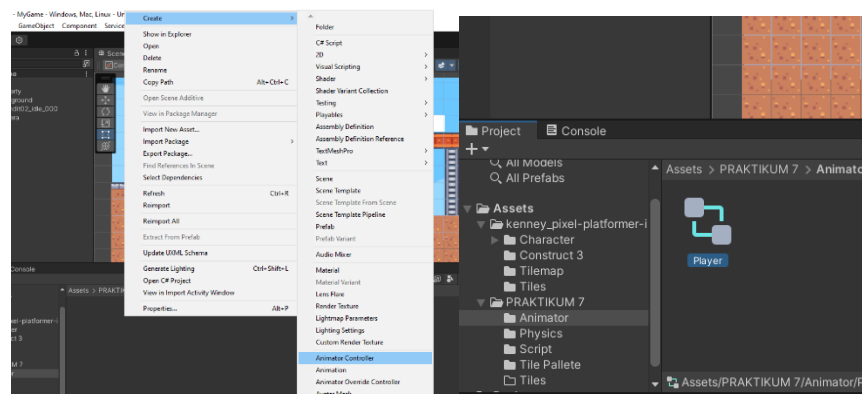 - MyGame - Windows, Mac, Linux - Un
GameObject Component Service
Create
Show in Explorer
Open
Delete
Rename
Copy Path Alt+Ctrl+C
Open Scene Additive
View in Package Manager
Import New Asset...
Import Package
Export Package...
Find References In Scene
Select Dependencies
Refresh Ctrl+R
Reimport
Reimport All
Extract From Prefab
Update UXML Schema
Generate Lighting Ctrl+Shift+L
Open C# Project
View in Import Activity Window
Properties... Alt+P
Folder
C# Script
2D
Visual Scripting
Shader
Shader Variant Collection
Testing
Playables
Assembly Definition
Assembly Definition Reference
TextMeshPro
Text
Scene
Scene Template
Scene Template From Scene
Scene Template Pipeline
Prefab
Prefab Variant
Audio Mixer
Material
Material Variant
Lens Flare
Render Texture
Lightmap Parameters
Lighting Settings
Custom Render Texture
Animator Controller
Animation
Animator Override Controller
Avatar Mask
Scen
Console
Assets > PRAKTI
Project
Console
All Models
All Prefabs
Assets
kenney_pixel-platformer-i
Character
Construct 3
Tilemap
Tiles
PRAKTIKUM 7
Animator
Physics
Script
Tile Pallete
Tiles
Assets > PRAKTIKUM 7 > Animato
Player
Assets/PRAKTIKUM 7/Animator/P